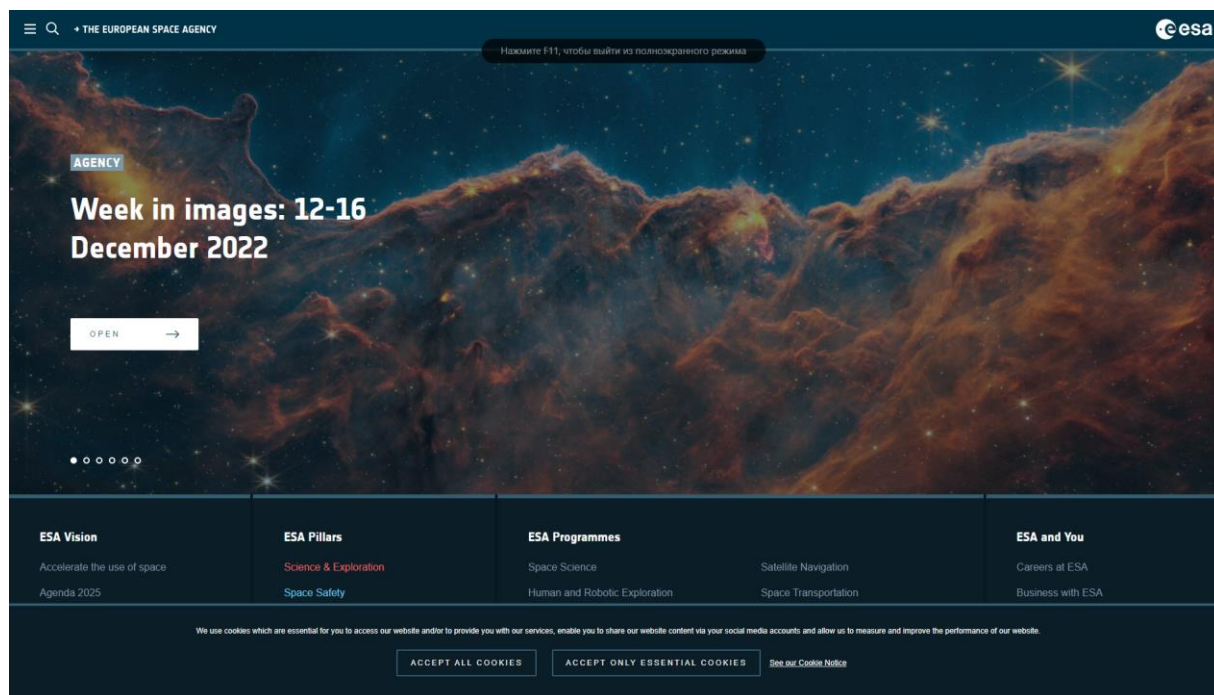 + THE EUROPEAN SPACE AGENCY
esa
Нажмите F11, чтобы выйти из полноэкранного режима
AGENCY
Week in images: 12-16
December 2022
OPEN →
ESA Vision
Accelerate the use of space
Agenda 2025
ESA Pillars
Science & Exploration
Space Safety
ESA Programmes
Space Science
Human and Robotic Exploration
Satellite Navigation
Space Transportation
ESA and You
Careers at ESA
Business with ESA
We use cookies which are essential for you to access our website and/or to provide you with our services, enable you to share our website content via your social media accounts and allow us to measure and improve the performance of our website.
ACCEPT ALL COOKIES
ACCEPT ONLY ESSENTIAL COOKIES
See our Cookie Notice